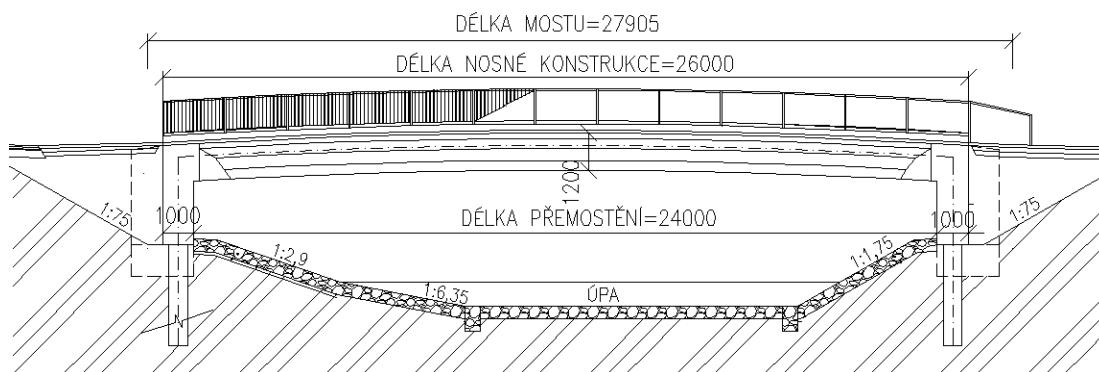 DÉLKA MOSTU=27905
DÉLKA NOSNÉ KONSTRUKCE=26000
1200
1:75
1000
DÉLKA PŘEMOSTĚNÍ=24000
1000
1:75
1:2,9
1:1,75
1:6,35
ÚPA